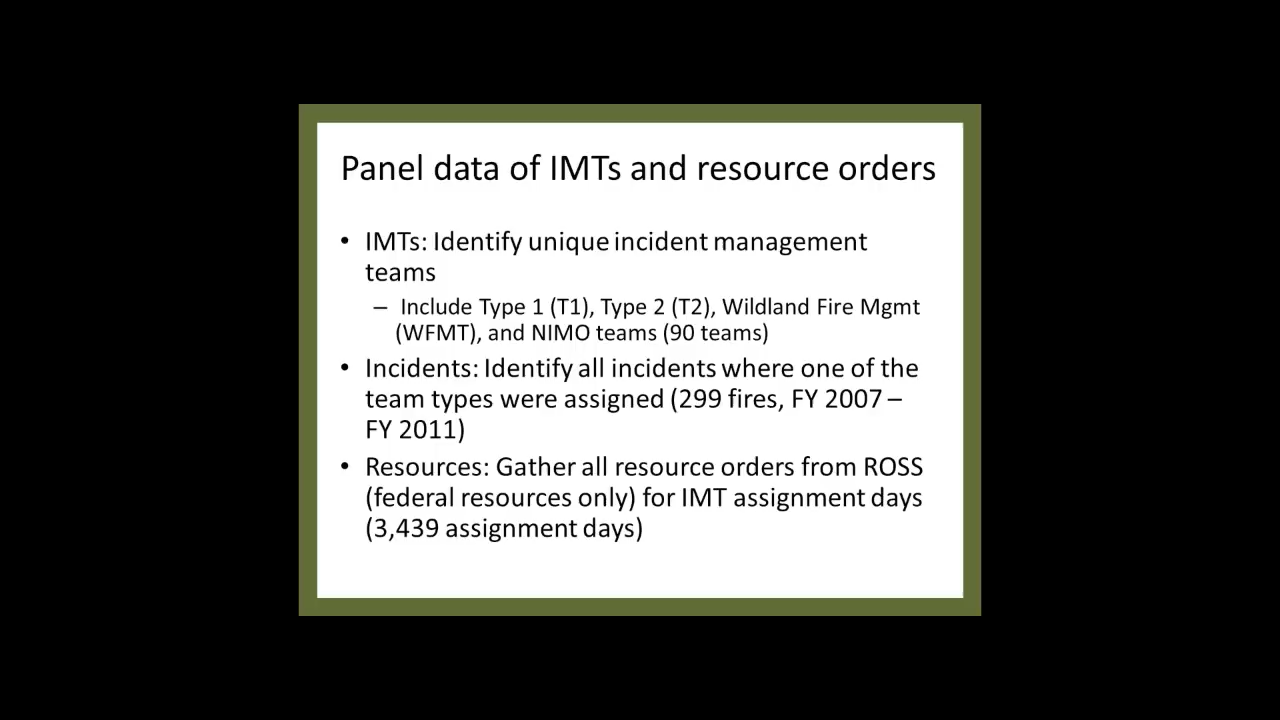 Panel data of IMTs and resource orders
• IMTs: Identify unique incident management
teams
– Include Type 1 (T1), Type 2 (T2), Wildland Fire Mgmt
(WFMT), and NIMO teams (90 teams)
• Incidents: Identify all incidents where one of the
team types were assigned (299 fires, FY 2007 –
FY 2011)
• Resources: Gather all resource orders from ROSS
(federal resources only) for IMT assignment days
(3,439 assignment days)